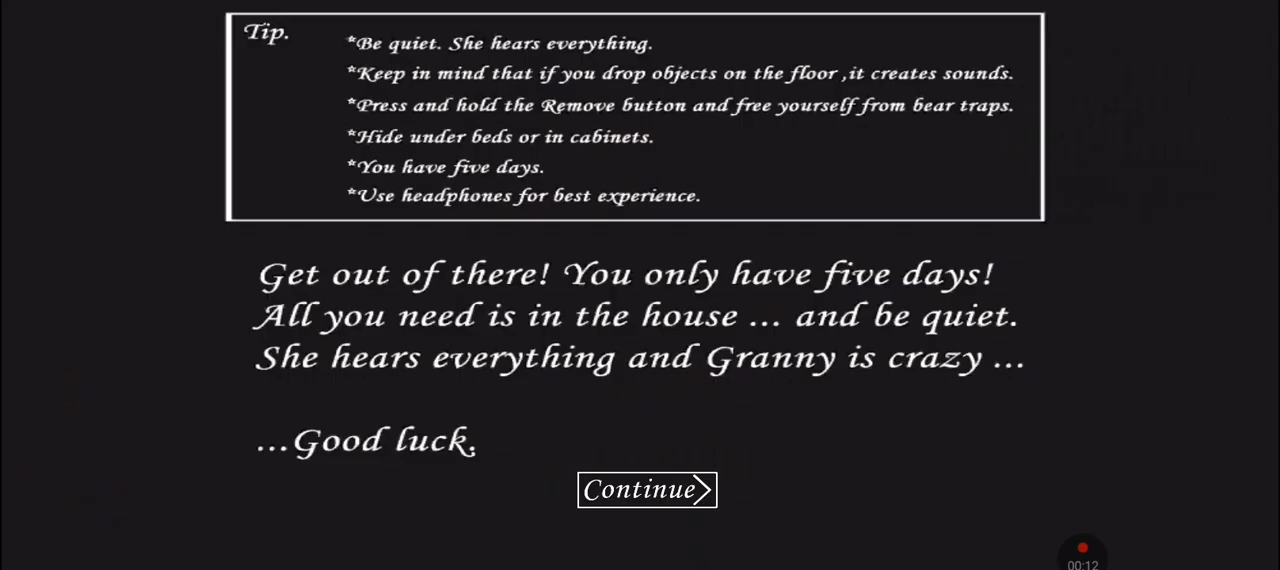 Tip.
*Be quiet. She hears everything.
*Keep in mind that if you drop objects on the floor ,it creates sounds.
*Press and hold the Remove button and free yourself from bear traps.
*Hide under beds or in cabinets.
*You have five days.
*Use headphones for best experience.
Get out of there! You only have five days!
All you need is in the house ... and be quiet.
She hears everything and Granny is crazy ...
...Good luck.
Continue>
00:12